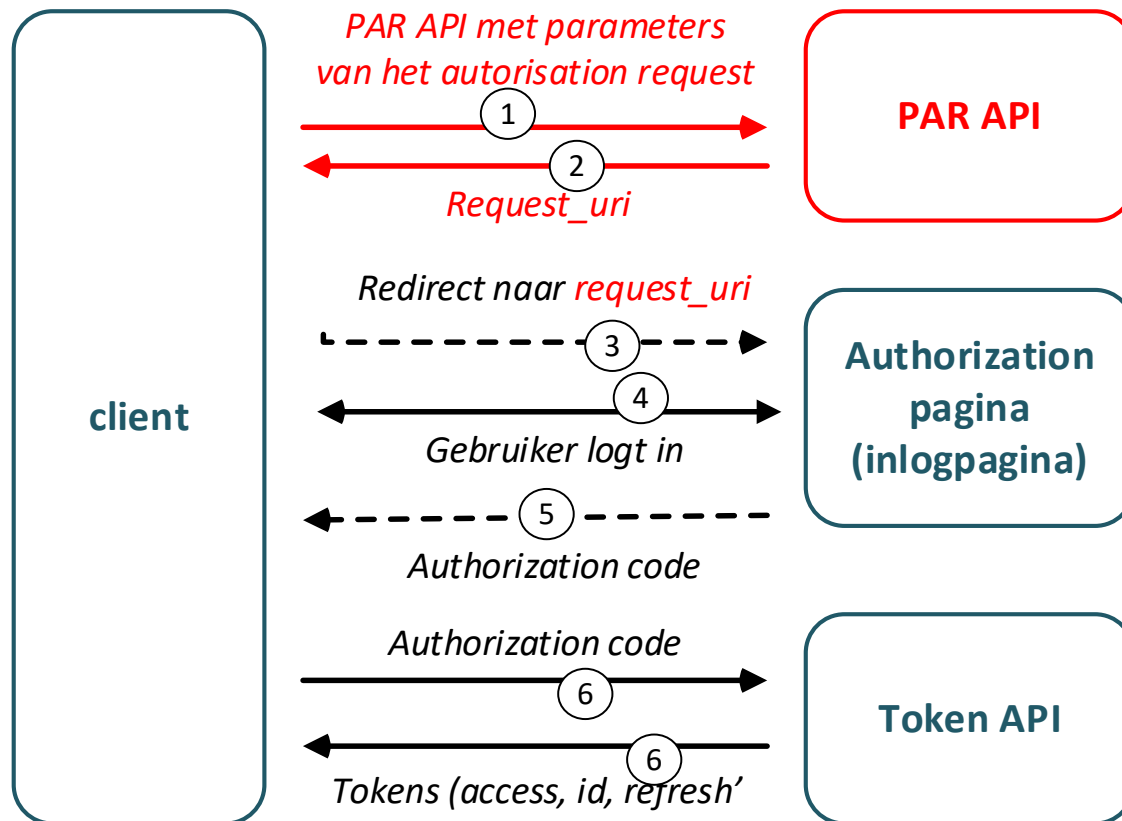 PAR API met parameters
van het autorisation request
1
PAR API
2
Request_uri
Redirect naar request_uri
3
Authorization
pagina
(inlogpagina)
client
4
Gebruiker logt in
5
Authorization code
Authorization code
6
Token API
6
Tokens (access, id, refresh’